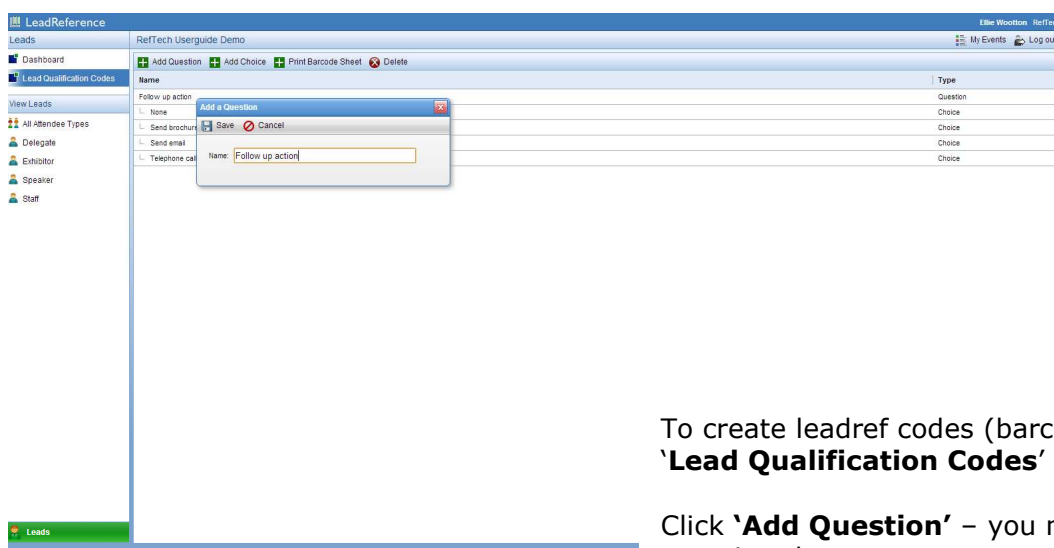 LeadReference
Ellie Wootton
Leads
RefTech Userguide Demo
My Events Log ou
Dashboard
Add Question Add Choice Print Barcode Sheet Delete
Lead Qualification Codes
Name Type
Follow up action Question
View Leads
None Choice
Send brochure Choice
Send email Choice
Telephone call Choice
Add a Question
Save Cancel
Name: Follow up action
All Attendee Types
Delegate
Exhibitor
Speaker
Staff
Leads
To create leadref codes (barc
‘Lead Qualification Codes’
Click ‘Add Question’ – you